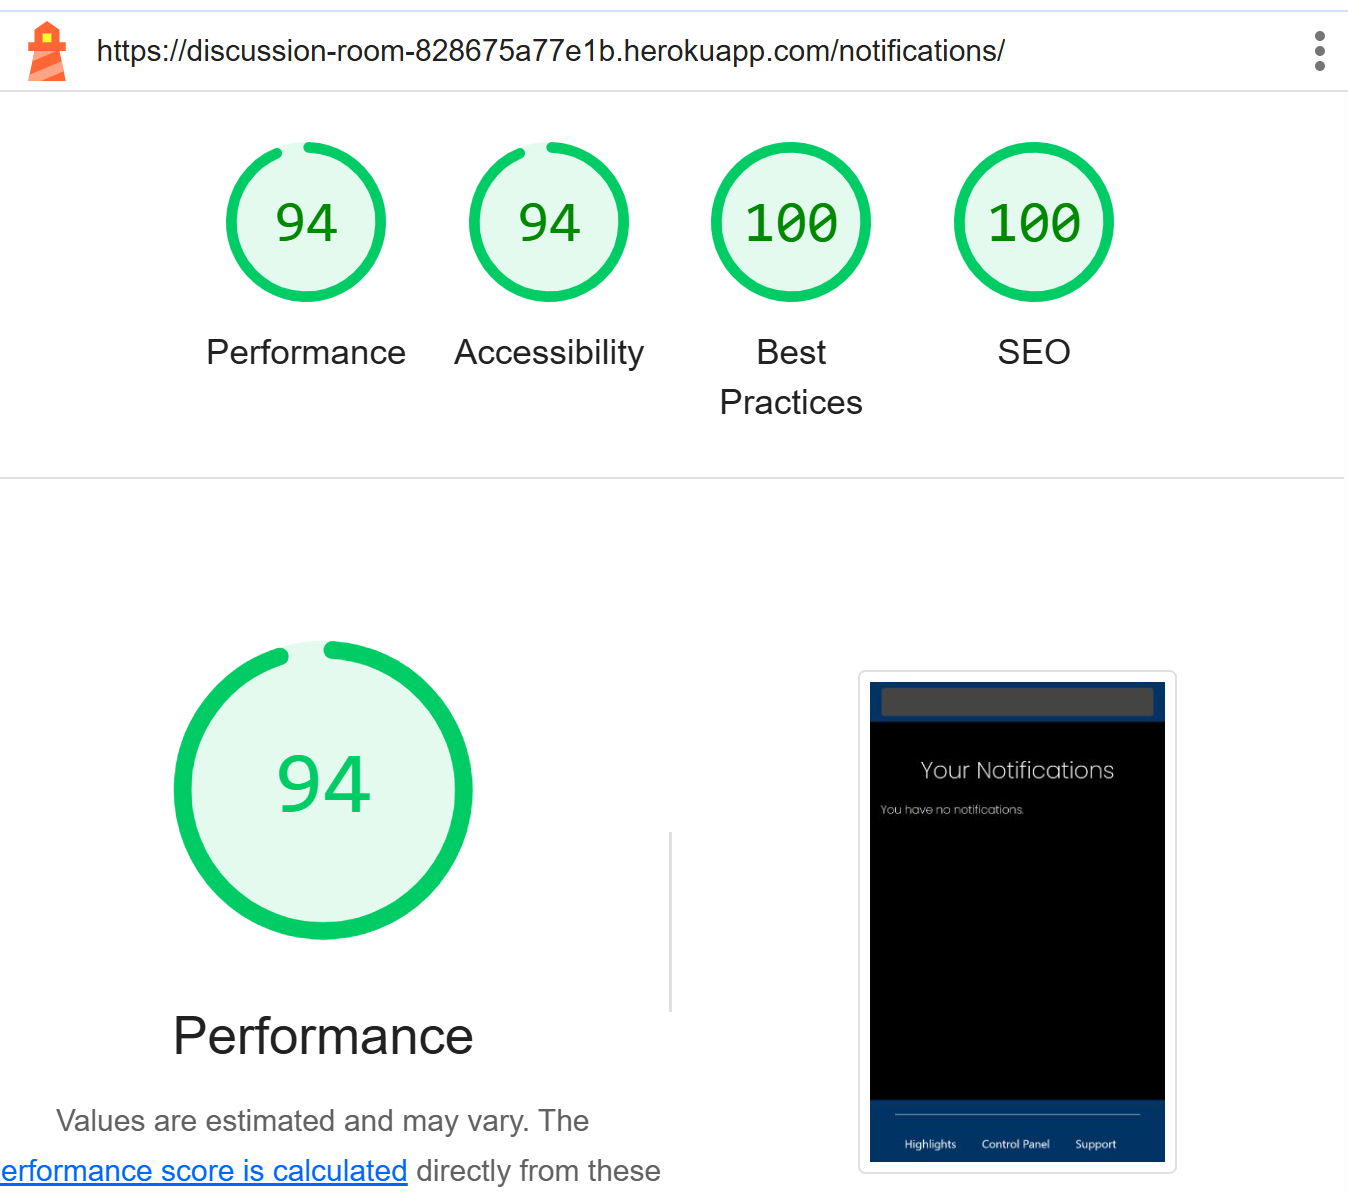 https://discussion-room-828675a77e1b.herokuapp.com/notifications/
94
94
100
100
Performance
Accessibility
Best
Practices
SEO
94
Performance
Values are estimated and may vary. The
erformance score is calculated directly from these
Your Notifications
You have no notifications.
Highlights Control Panel Support